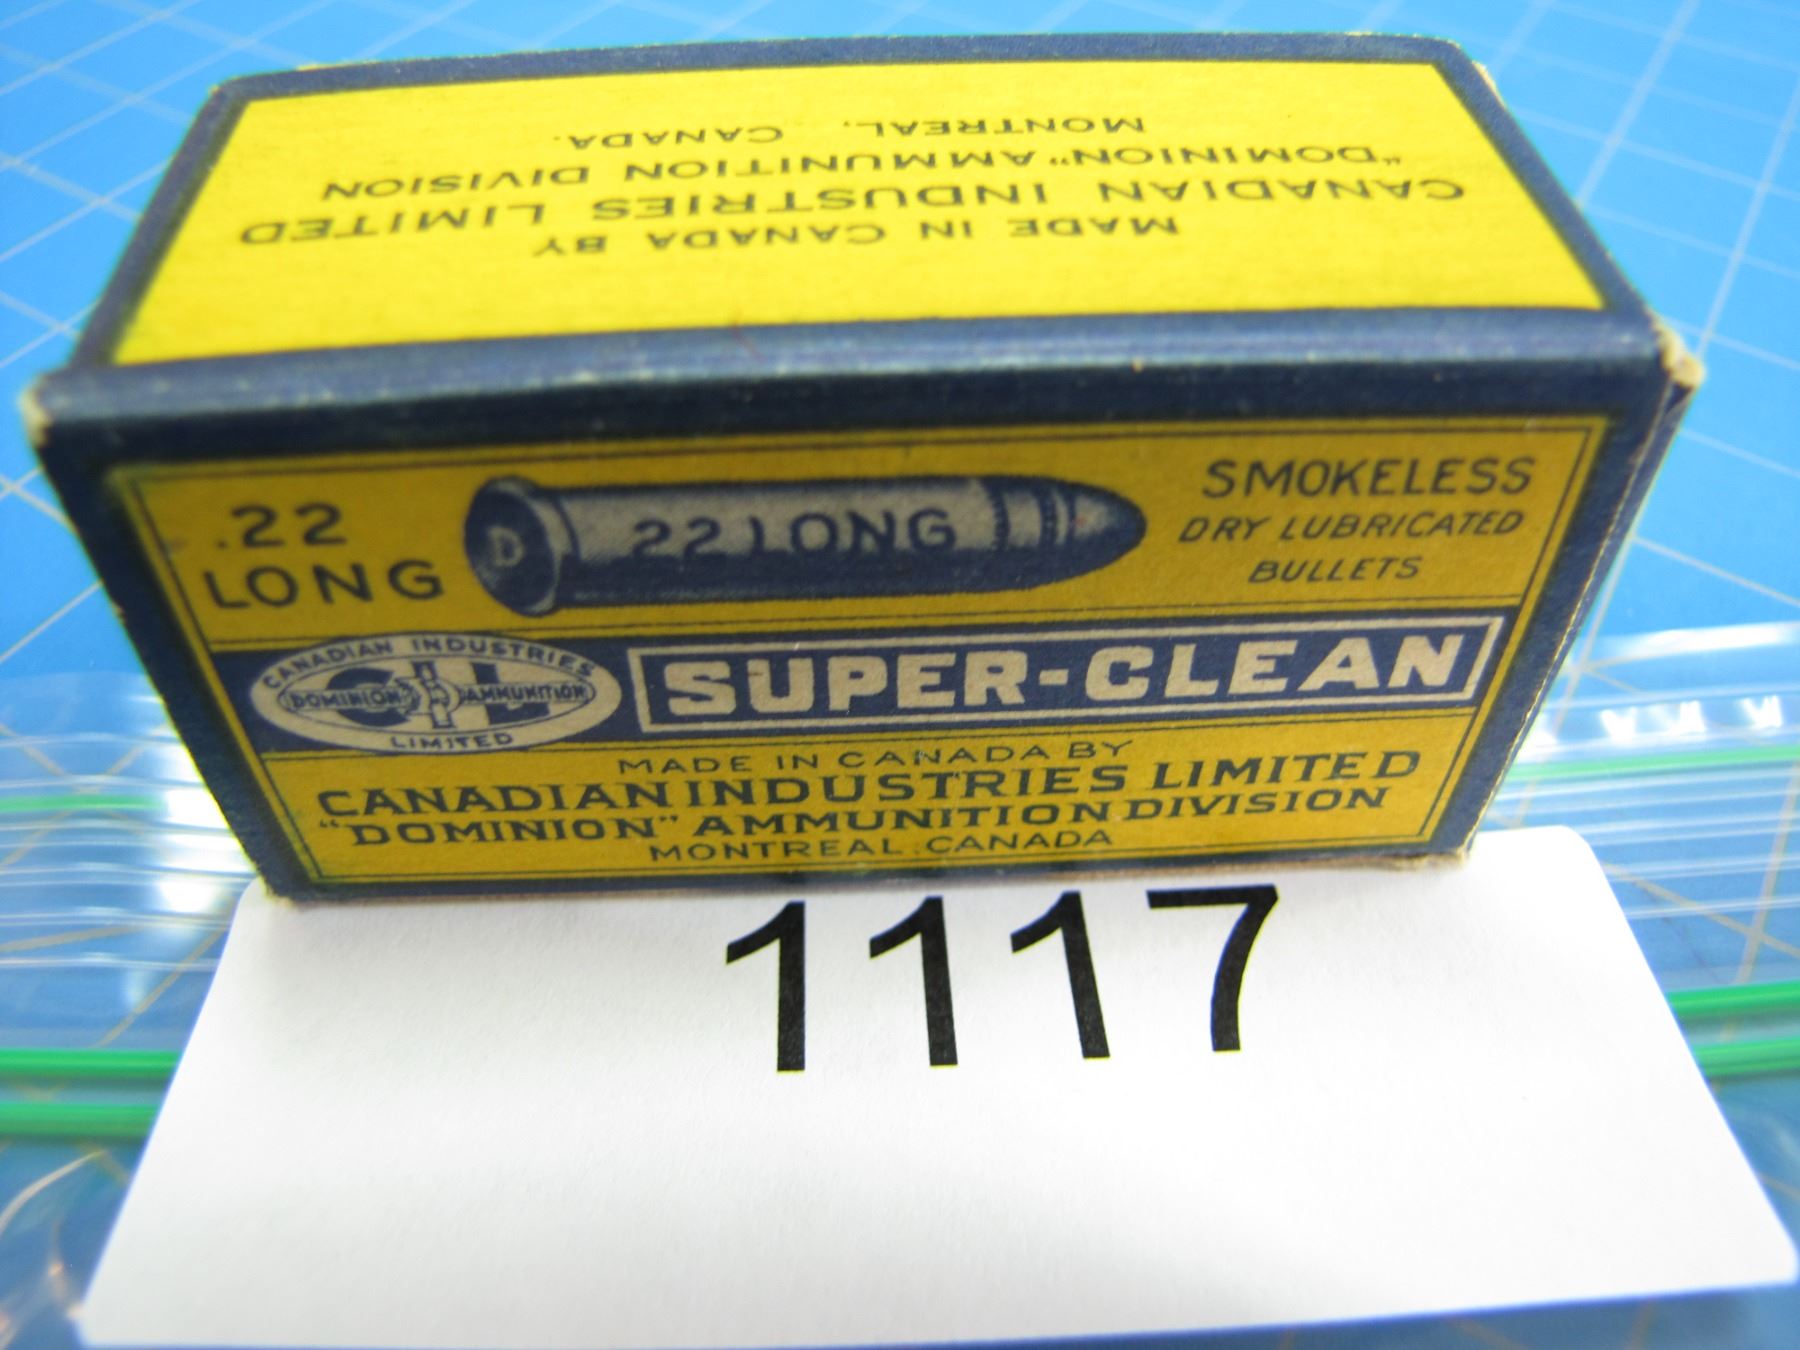 MADE IN CANADA BY
CANADIAN INDUSTRIES LIMITED
"DOMINION" AMMUNITION DIVISION
MONTREAL, CANADA.
.22
LONG
D
22 LONG
SMOKELESS
DRY LUBRICATED
BULLETS
CANADIAN INDUSTRIES
CIL
DOMINION AMMUNITION
LIMITED
SUPER-CLEAN
MADE IN CANADA BY
CANADIAN INDUSTRIES LIMITED
"DOMINION" AMMUNITION DIVISION
MONTREAL, CANADA
1117